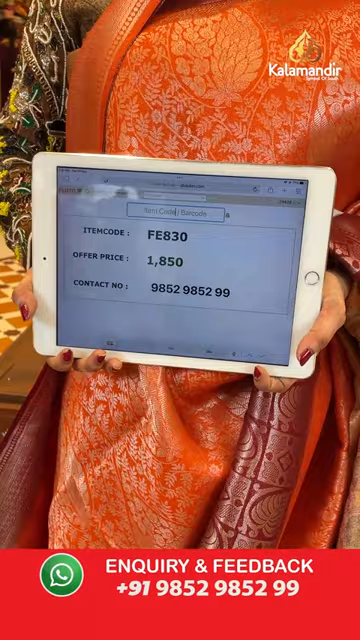 Kalamandir
Item Code / Barcode
ITEMCODE : FE830
OFFER PRICE : 1,850
CONTACT NO : 9852 9852 99
ENQUIRY & FEEDBACK
+91 9852 9852 99